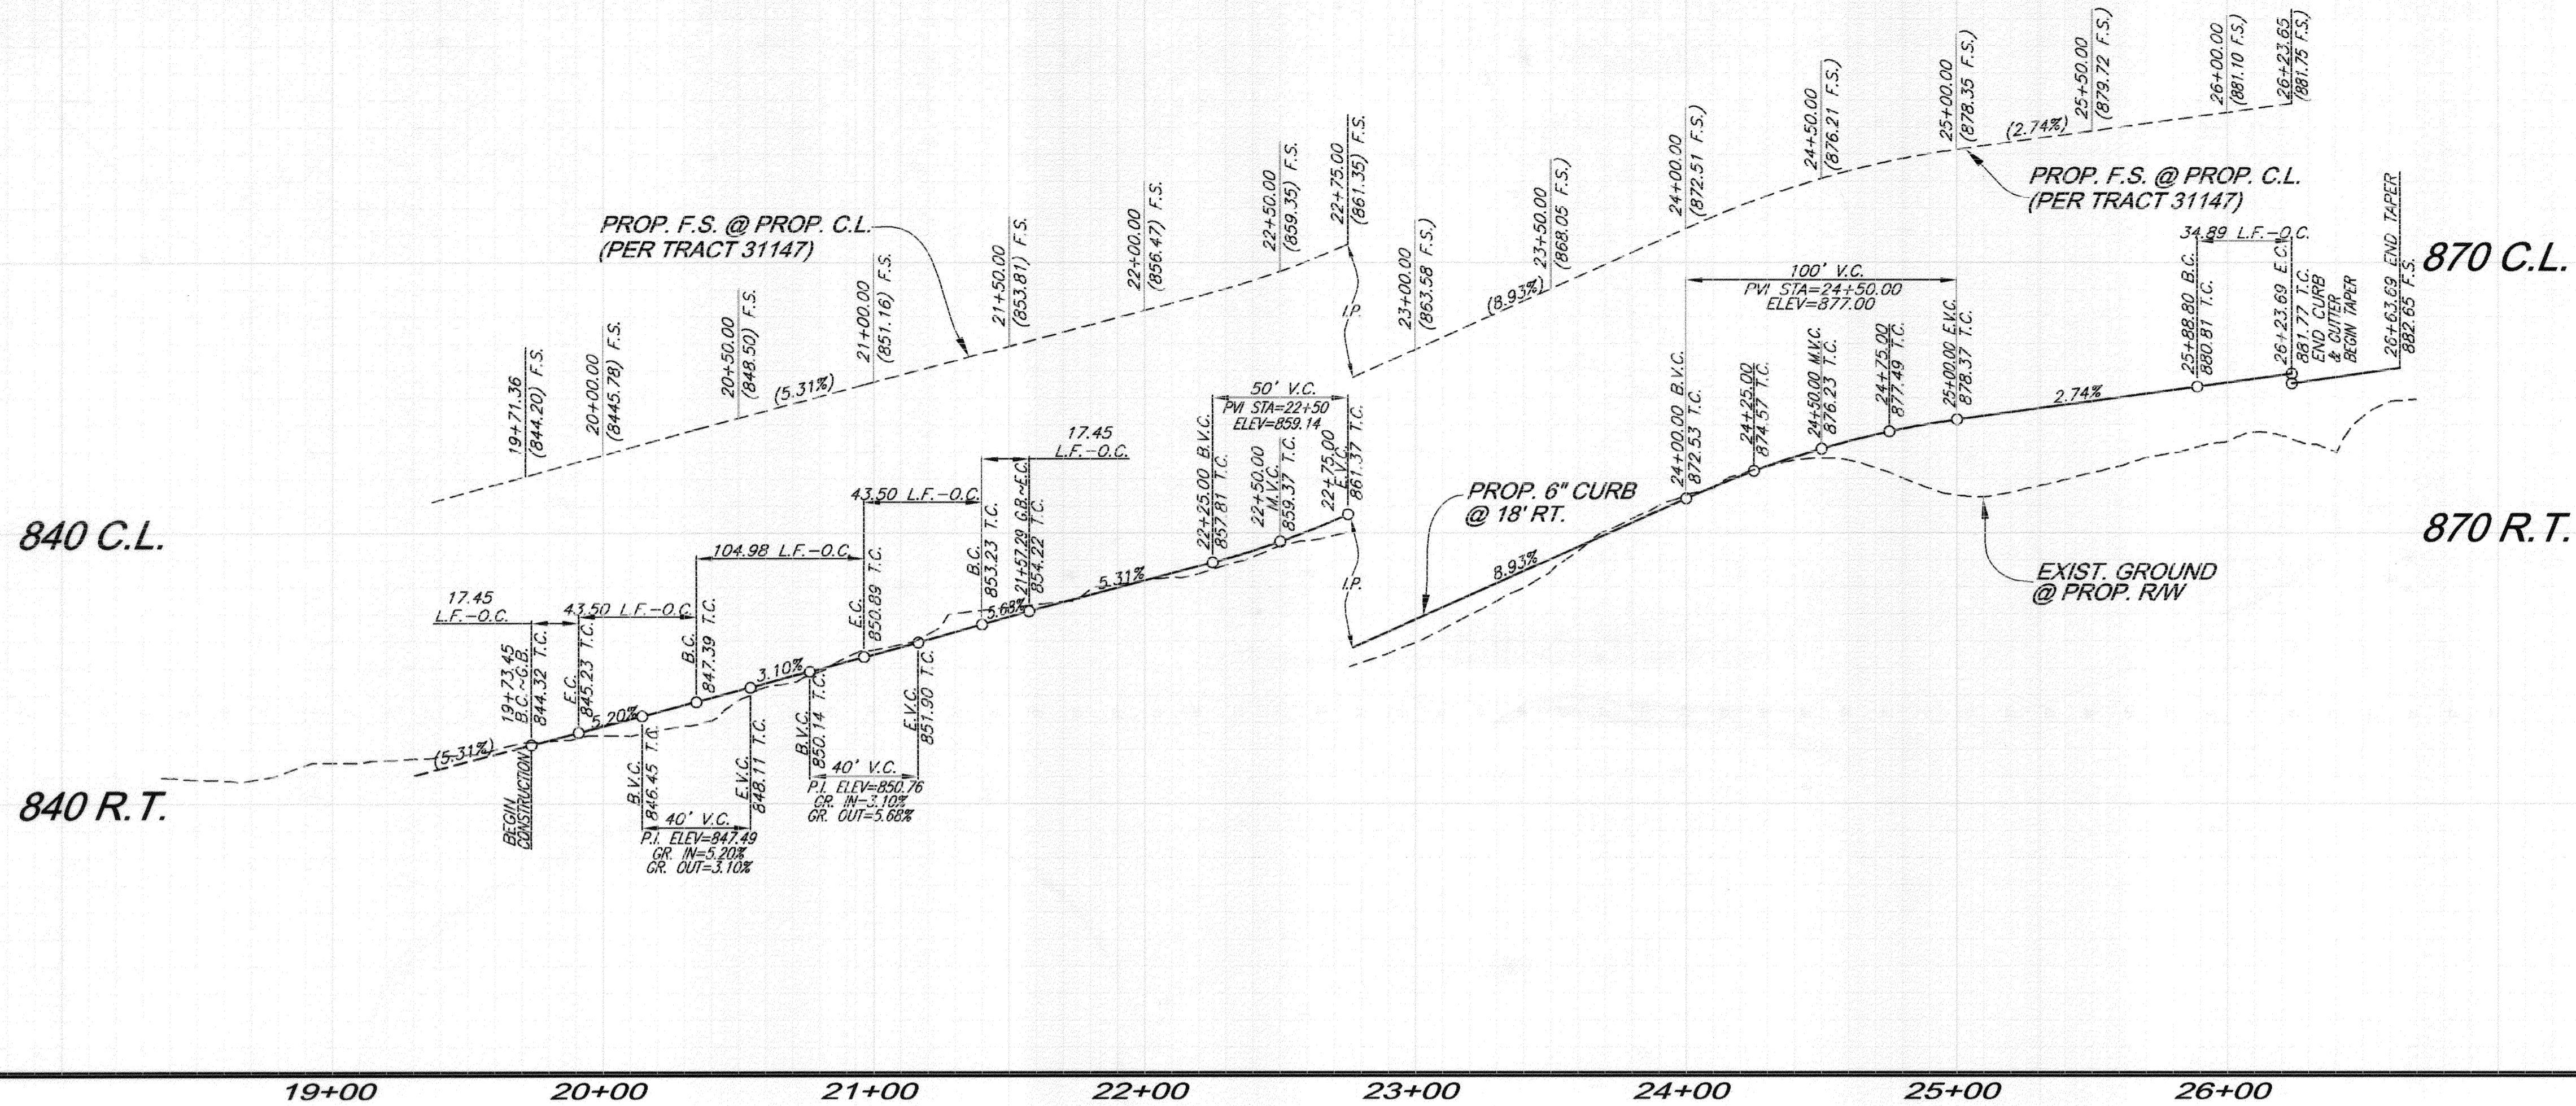 PROP. F.S. @ PROP. C.L.
(PER TRACT 31147)
19+71.36
(844.20) F.S.
20+00.00
(8445.78) F.S.
20+50.00
(848.50) F.S.
(5.31%)
21+00.00
(851.16) F.S.
21+50.00
(853.81) F.S.
22+00.00
(856.47) F.S.
22+50.00
(859.35) F.S.
22+75.00
(861.35) F.S.
I.P.
23+00.00
(863.58 F.S.)
(8.93%)
23+50.00
(868.05 F.S.)
24+00.00
(872.51 F.S.)
24+50.00
(876.21 F.S.)
25+00.00
(878.35 F.S.)
(2.74%)
25+50.00
(879.72 F.S.)
26+00.00
(881.10 F.S.)
26+23.65
(881.75 F.S.)
PROP. F.S. @ PROP. C.L.
(PER TRACT 31147)
870 C.L.
870 R.T.
840 C.L.
840 R.T.
(5.31%)
17.45
L.F.-O.C.
19+73.45
B.C.~G.B.
844.32 T.C.
BEGIN
CONSTRUCTION
E.C.
845.23 T.C.
43.50 L.F.-O.C.
5.20%
B.V.C.
846.45 T.C.
40' V.C.
P.I. ELEV=847.49
GR. IN=5.20%
GR. OUT=3.10%
B.C.
847.39 T.C.
104.98 L.F.-O.C.
E.V.C.
848.11 T.C.
3.10%
B.V.C.
850.14 T.C.
40' V.C.
P.I. ELEV=850.76
GR. IN-3.10%
GR. OUT=5.68%
E.C.
850.89 T.C.
43.50 L.F.-O.C.
E.V.C.
851.90 T.C.
B.C.
853.23 T.C.
5.68%
17.45
L.F.-O.C.
21+57.29 G.B.~E.C.
854.22 T.C.
5.31%
22+25.00 B.V.C.
857.81 T.C.
50' V.C.
PVI STA=22+50
ELEV=859.14
22+50.00
M.V.C.
859.37 T.C.
22+75.00
E.V.C.
861.37 T.C.
I.P.
PROP. 6" CURB
@ 18' RT.
8.93%
24+00.00 B.V.C.
872.53 T.C.
100' V.C.
PVI STA=24+50.00
ELEV=877.00
24+25.00
874.57 T.C.
24+50.00 M.V.C.
876.23 T.C.
24+75.00
877.49 T.C.
25+00.00 E.V.C.
878.37 T.C.
2.74%
EXIST. GROUND
@ PROP. R/W
25+88.80 B.C.
880.81 T.C.
34.89 L.F.-O.C.
26+23.69 E.C.
881.77 T.C.
END CURB
& GUTTER
BEGIN TAPER
26+63.69 END TAPER
882.65 F.S.
19+00
20+00
21+00
22+00
23+00
24+00
25+00
26+00